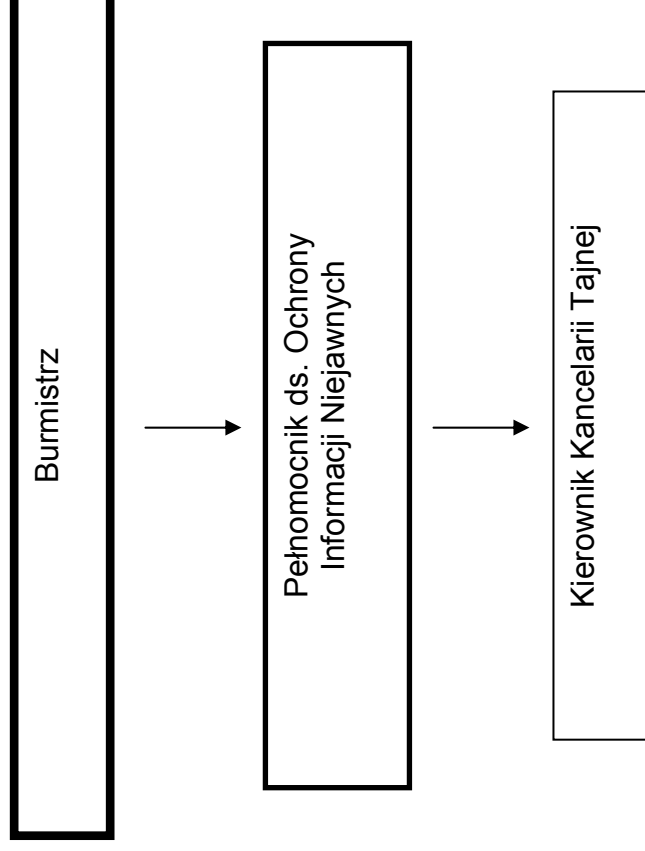 Burmistrz
Pełnomocnik ds. Ochrony
Informacji Niejawnych
Kierownik Kancelarii Tajnej